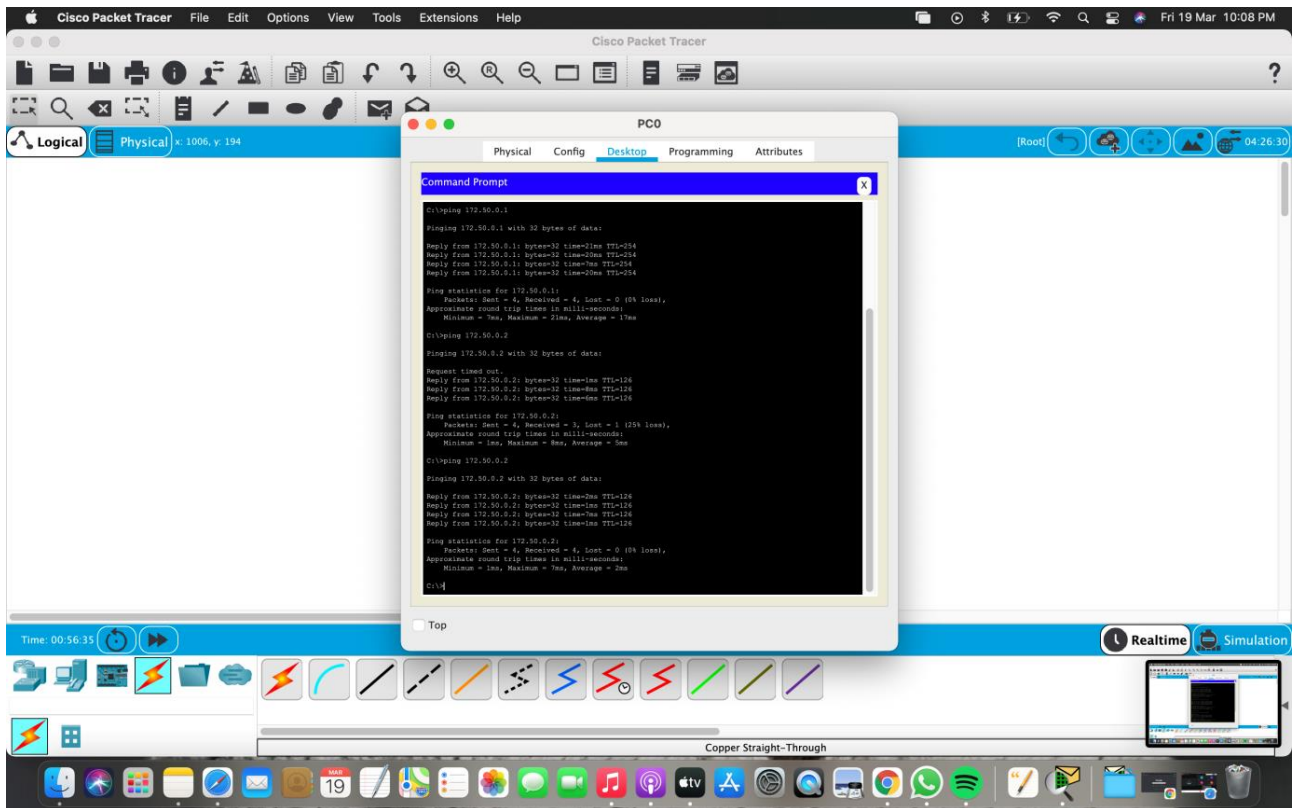 Cisco Packet Tracer File Edit Options View Tools Extensions Help Fri 19 Mar 10:08 PM
Cisco Packet Tracer
?
Logical Physical x: 1006, y: 194 [Root] 04:26:30
PC0
Physical Config Desktop Programming Attributes
Command Prompt X
C:\>ping 172.50.0.1
Pinging 172.50.0.1 with 32 bytes of data:
Reply from 172.50.0.1: bytes=32 time=21ms TTL=254
Reply from 172.50.0.1: bytes=32 time=20ms TTL=254
Reply from 172.50.0.1: bytes=32 time=7ms TTL=254
Reply from 172.50.0.1: bytes=32 time=20ms TTL=254
Ping statistics for 172.50.0.1:
Packets: Sent = 4, Received = 4, Lost = 0 (0% loss),
Approximate round trip times in milli-seconds:
Minimum = 7ms, Maximum = 21ms, Average = 17ms
C:\>ping 172.50.0.2
Pinging 172.50.0.2 with 32 bytes of data:
Request timed out.
Reply from 172.50.0.2: bytes=32 time=1ms TTL=126
Reply from 172.50.0.2: bytes=32 time=8ms TTL=126
Reply from 172.50.0.2: bytes=32 time=6ms TTL=126
Ping statistics for 172.50.0.2:
Packets: Sent = 4, Received = 3, Lost = 1 (25% loss),
Approximate round trip times in milli-seconds:
Minimum = 1ms, Maximum = 8ms, Average = 5ms
C:\>ping 172.50.0.2
Pinging 172.50.0.2 with 32 bytes of data:
Reply from 172.50.0.2: bytes=32 time=2ms TTL=126
Reply from 172.50.0.2: bytes=32 time=1ms TTL=126
Reply from 172.50.0.2: bytes=32 time=7ms TTL=126
Reply from 172.50.0.2: bytes=32 time=1ms TTL=126
Ping statistics for 172.50.0.2:
Packets: Sent = 4, Received = 4, Lost = 0 (0% loss),
Approximate round trip times in milli-seconds:
Minimum = 1ms, Maximum = 7ms, Average = 2ms
C:\>
Top
Time: 00:56:35 Realtime Simulation
Copper Straight-Through
MAR
19
tv